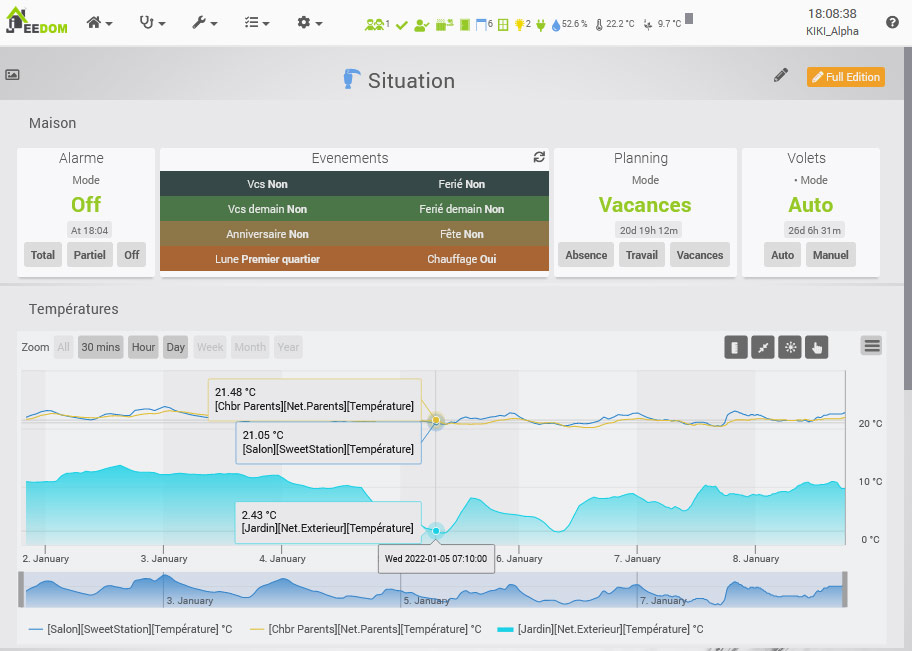 JEEDOM
1
6
2
52.6 %
22.2 °C
9.7 °C
18:08:38
KIKI_Alpha
Situation
Full Edition
Maison
Alarme
Mode
Off
At 18:04
Total Partiel Off
Evenements
Vcs Non Ferié Non
Vcs demain Non Ferié demain Non
Anniversaire Non Fête Non
Lune Premier quartier Chauffage Oui
Planning
Mode
Vacances
20d 19h 12m
Absence Travail Vacances
Volets
• Mode
Auto
26d 6h 31m
Auto Manuel
Températures
Zoom All 30 mins Hour Day Week Month Year
21.48 °C
[Chbr Parents][Net.Parents][Température]
21.05 °C
[Salon][SweetStation][Température]
2.43 °C
[Jardin][Net.Exterieur][Température]
20 °C
10 °C
0 °C
2. January 3. January 4. January 6. January 7. January 8. January
Wed 2022-01-05 07:10:00
3. January 5. January 7. January
[Salon][SweetStation][Température] °C [Chbr Parents][Net.Parents][Température] °C [Jardin][Net.Exterieur][Température] °C